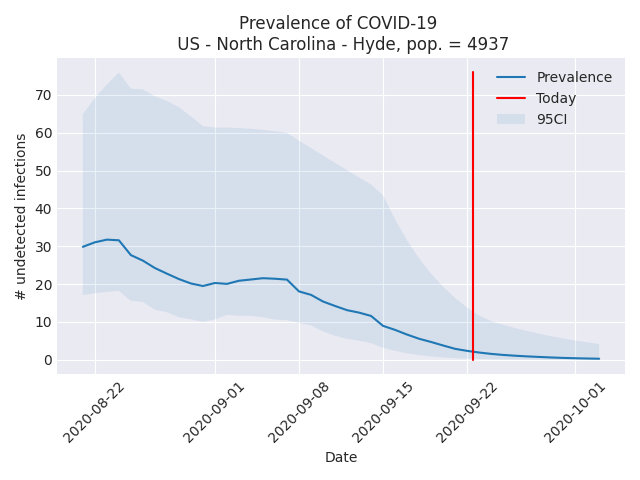 Prevalence of COVID-19
US - North Carolina - Hyde, pop. = 4937
Prevalence
Today
95CI
# undetected infections
70
60
50
40
30
20
10
0
2020-08-22
2020-09-01
2020-09-08
2020-09-15
2020-09-22
2020-10-01
Date